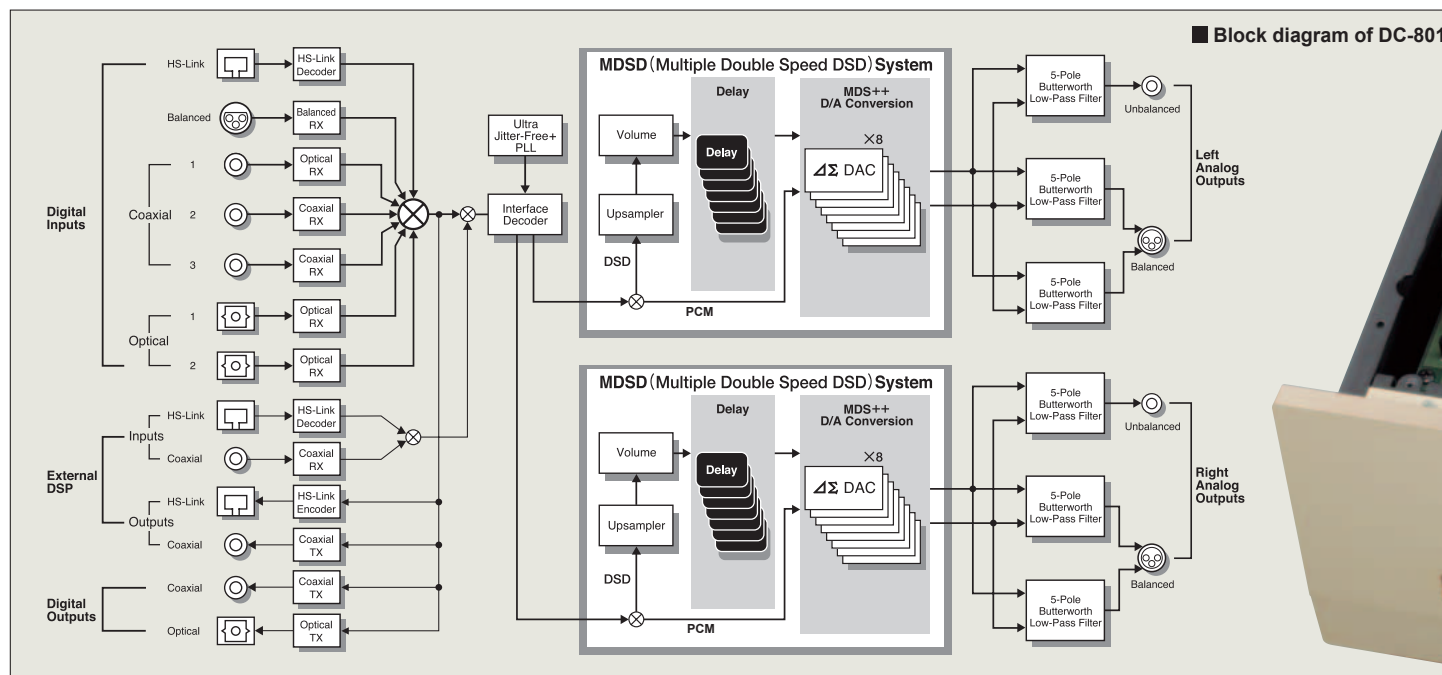 ■ Block diagram of DC-801
Digital Inputs
HS-Link
HS-Link Decoder
Balanced
Balanced RX
Coaxial
1
Optical RX
2
Coaxial RX
3
Coaxial RX
Optical
1
Optical RX
2
Optical RX
External DSP
Inputs
HS-Link
HS-Link Decoder
Coaxial
Coaxial RX
Outputs
HS-Link
HS-Link Encoder
Coaxial
Coaxial TX
Digital Outputs
Coaxial
Coaxial TX
Optical
Optical TX
Ultra Jitter-Free+ PLL
Interface Decoder
MDSD (Multiple Double Speed DSD) System
Delay
MDS++ D/A Conversion
Volume
Delay
×8
ΔΣ DAC
Upsampler
DSD
PCM
5-Pole Butterworth Low-Pass Filter
Unbalanced
5-Pole Butterworth Low-Pass Filter
Balanced
5-Pole Butterworth Low-Pass Filter
Left Analog Outputs
MDSD (Multiple Double Speed DSD) System
Delay
MDS++ D/A Conversion
Volume
Delay
×8
ΔΣ DAC
Upsampler
DSD
PCM
5-Pole Butterworth Low-Pass Filter
Unbalanced
5-Pole Butterworth Low-Pass Filter
Balanced
5-Pole Butterworth Low-Pass Filter
Right Analog Outputs